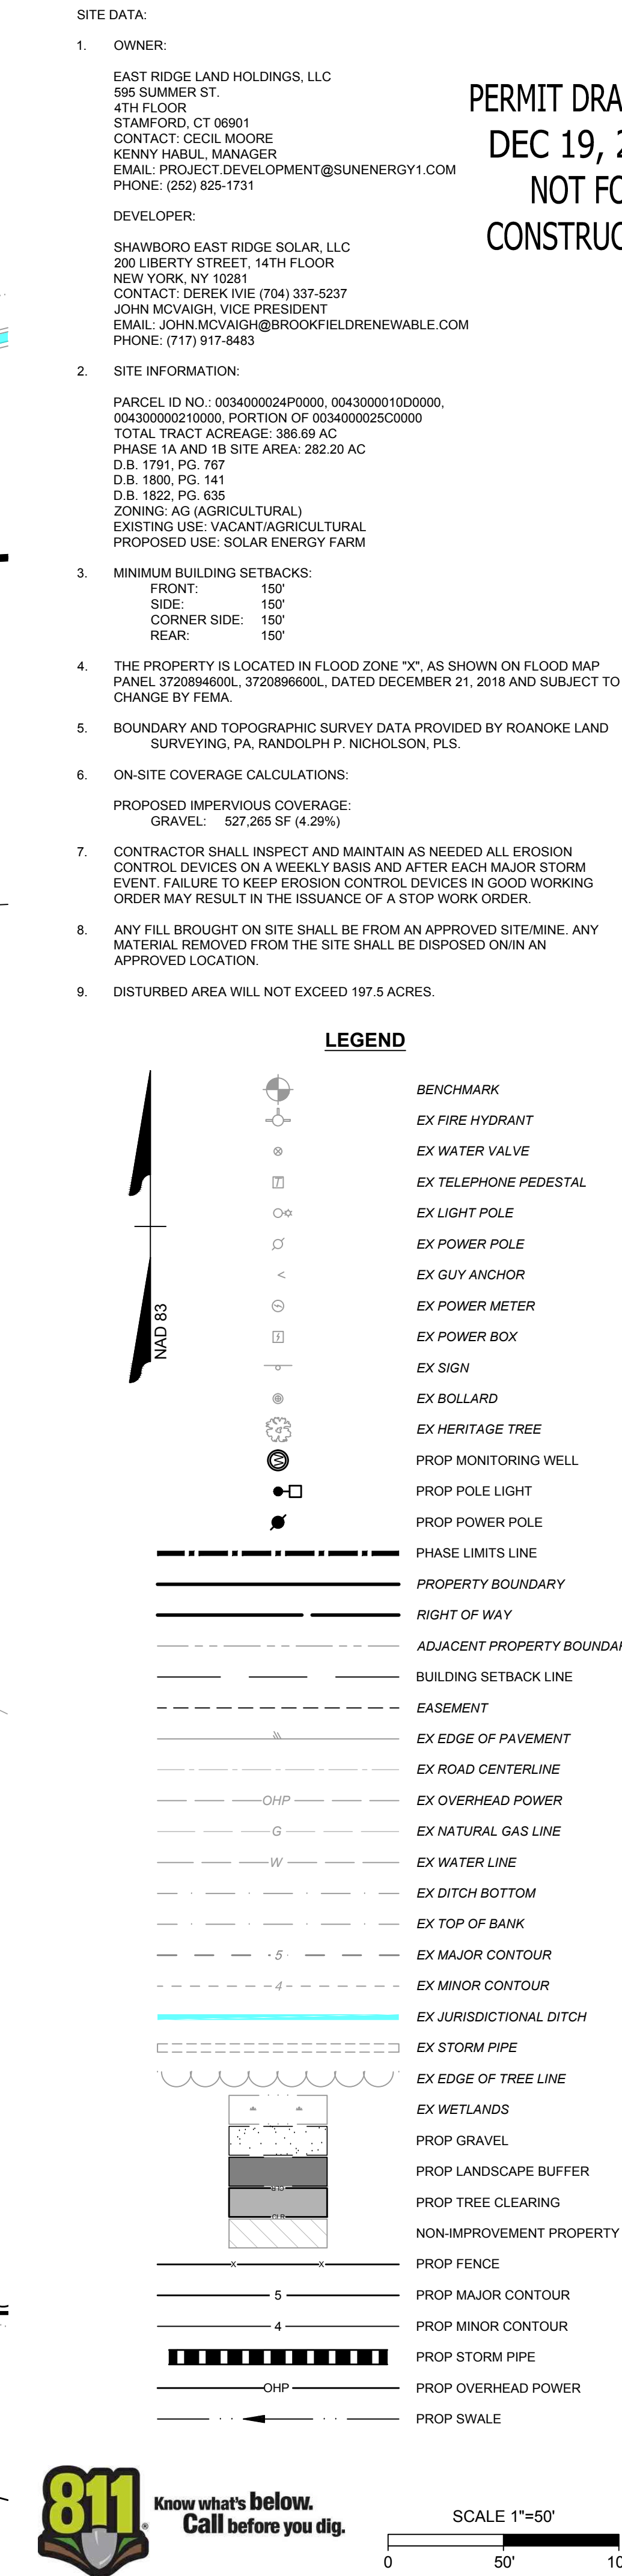 SITE DATA:
1. OWNER:
EAST RIDGE LAND HOLDINGS, LLC
595 SUMMER ST.
4TH FLOOR
STAMFORD, CT 06901
CONTACT: CECIL MOORE
KENNY HABUL, MANAGER
EMAIL: PROJECT.DEVELOPMENT@SUNENERGY1.COM
PHONE: (252) 825-1731
DEVELOPER:
SHAWBORO EAST RIDGE SOLAR, LLC
200 LIBERTY STREET, 14TH FLOOR
NEW YORK, NY 10281
CONTACT: DEREK IVIE (704) 337-5237
JOHN MCVAIGH, VICE PRESIDENT
EMAIL: JOHN.MCVAIGH@BROOKFIELDRENEWABLE.COM
PHONE: (717) 917-8483
PERMIT
DEC 19,
NOT
2. SITE INFORMATION:
PARCEL ID NO.: 0034000024P0000, 0043000010D0000,
004300000210000, PORTION OF 0034000025C0000
TOTAL TRACT ACREAGE: 386.69 AC
PHASE 1A AND 1B SITE AREA: 282.20 AC
D.B. 1791, PG. 767
D.B. 1800, PG. 141
D.B. 1822, PG. 635
ZONING: AG (AGRICULTURAL)
EXISTING USE: VACANT/AGRICULTURAL
PROPOSED USE: SOLAR ENERGY FARM
3. MINIMUM BUILDING SETBACKS:
FRONT: 150'
SIDE: 150'
CORNER SIDE: 150'
REAR: 150'
4. THE PROPERTY IS LOCATED IN FLOOD ZONE "X", AS SHOWN ON FLOOD MAP
PANEL 3720894600L, 3720896600L, DATED DECEMBER 21, 2018 AND SUBJECT TO
CHANGE BY FEMA.
5. BOUNDARY AND TOPOGRAPHIC SURVEY DATA PROVIDED BY ROANOKE LAND
SURVEYING, PA, RANDOLPH P. NICHOLSON, PLS.
6. ON-SITE COVERAGE CALCULATIONS:
PROPOSED IMPERVIOUS COVERAGE:
GRAVEL: 527,265 SF (4.29%)
7. CONTRACTOR SHALL INSPECT AND MAINTAIN AS NEEDED ALL EROSION
CONTROL DEVICES ON A WEEKLY BASIS AND AFTER EACH MAJOR STORM
EVENT. FAILURE TO KEEP EROSION CONTROL DEVICES IN GOOD WORKING
ORDER MAY RESULT IN THE ISSUANCE OF A STOP WORK ORDER.
8. ANY FILL BROUGHT ON SITE SHALL BE FROM AN APPROVED SITE/MINE. ANY
MATERIAL REMOVED FROM THE SITE SHALL BE DISPOSED ON/IN AN
APPROVED LOCATION.
9. DISTURBED AREA WILL NOT EXCEED 197.5 ACRES.
LEGEND
NAD 83
BENCHMARK
EX FIRE HYDRANT
EX WATER VALVE
T EX TELEPHONE PEDESTAL
EX LIGHT POLE
EX POWER POLE
EX GUY ANCHOR
EX POWER METER
EX POWER BOX
EX SIGN
EX BOLLARD
EX HERITAGE TREE
PROP MONITORING WELL
PROP POLE LIGHT
PROP POWER POLE
PHASE LIMITS LINE
PROPERTY BOUNDARY
RIGHT OF WAY
ADJACENT PROPERTY
BUILDING SETBACK LINE
EASEMENT
EX EDGE OF PAVEMENT
EX ROAD CENTERLINE
OHP EX OVERHEAD POWER
G EX NATURAL GAS LINE
W EX WATER LINE
EX DITCH BOTTOM
EX TOP OF BANK
5 EX MAJOR CONTOUR
4 EX MINOR CONTOUR
EX JURISDICTIONAL DITCH
EX STORM PIPE
EX EDGE OF TREE LINE
EX WETLANDS
PROP GRAVEL
PROP LANDSCAPE BUFFER
PROP TREE CLEARING
NON-IMPROVEMENT PROPERTY
X X PROP FENCE
5 PROP MAJOR CONTOUR
4 PROP MINOR CONTOUR
PROP STORM PIPE
OHP PROP OVERHEAD POWER
PROP SWALE
811
Know what's below.
Call before you dig.
SCALE 1"=50'
0 50'